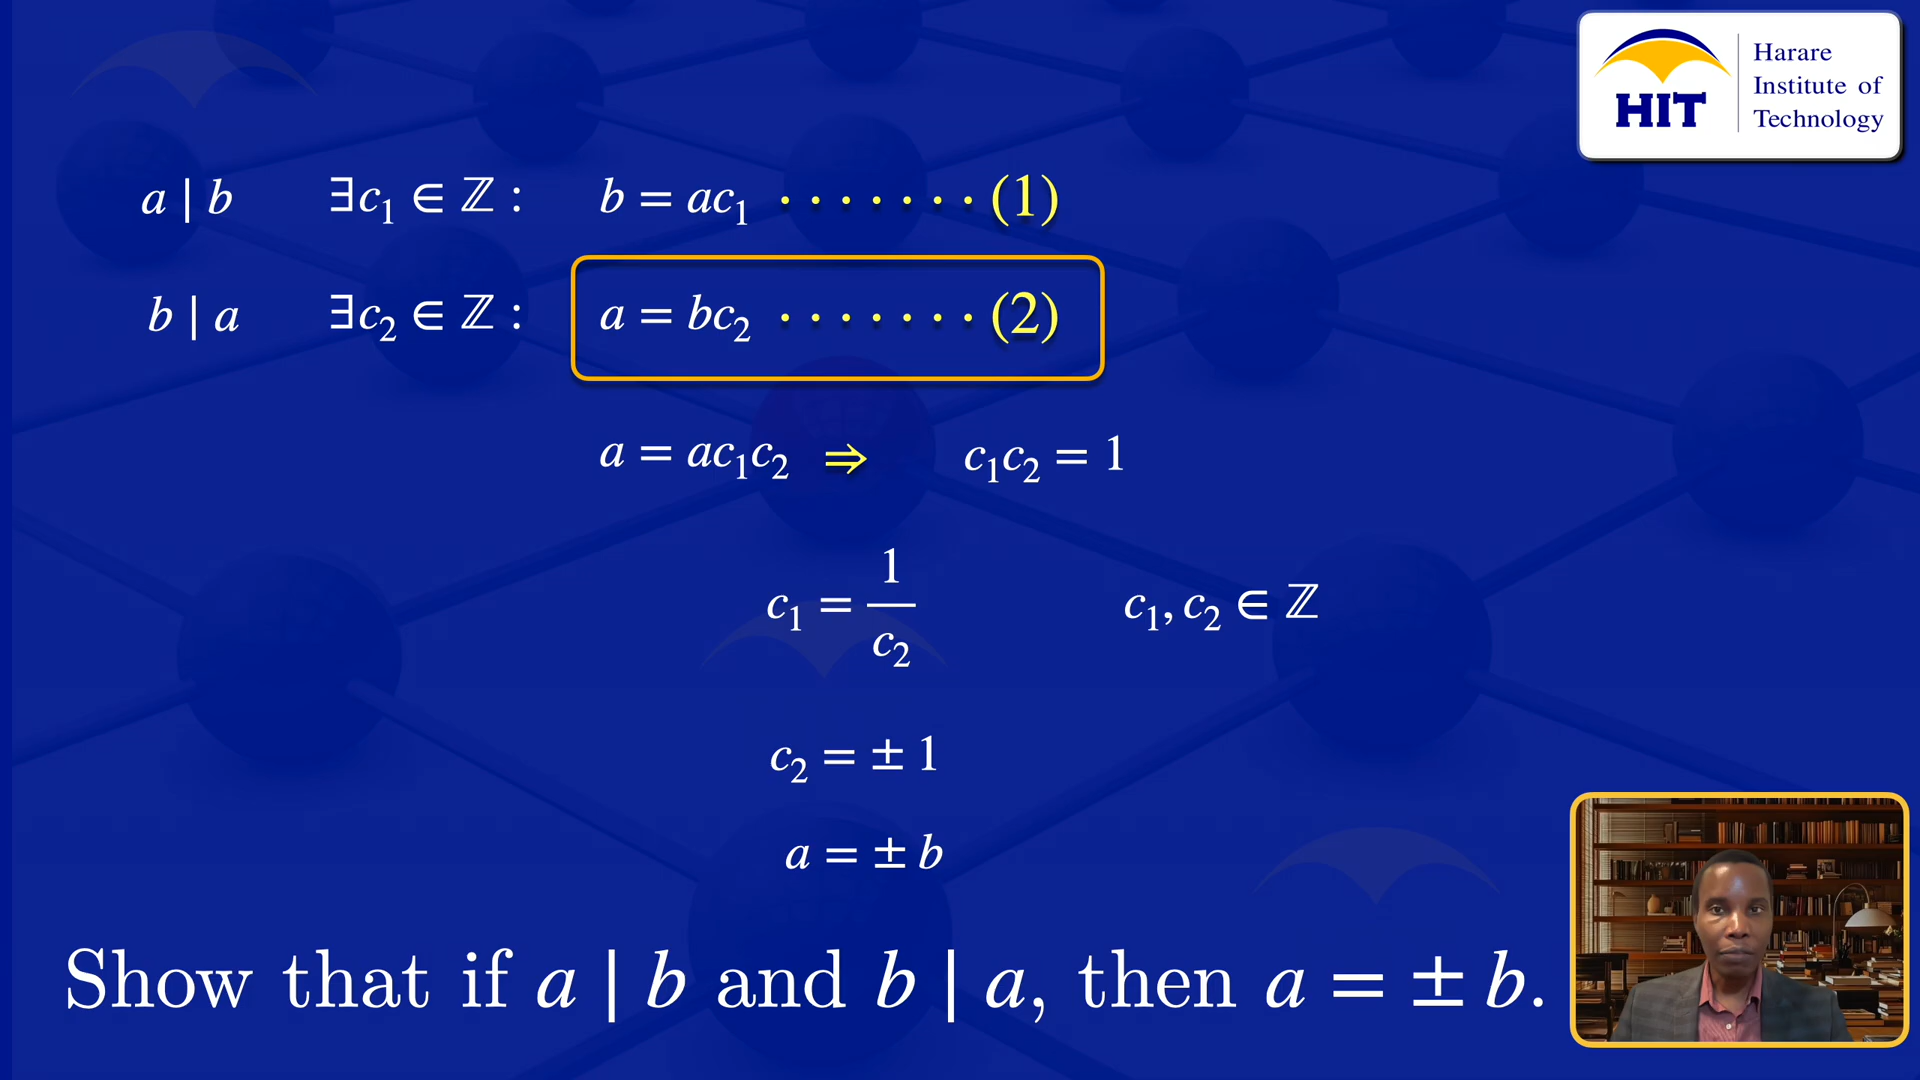 HIT
Harare
Institute of
Technology
a | b ∃c₁ ∈ ℤ : b = ac₁ · · · · · · · (1)
b | a ∃c₂ ∈ ℤ : a = bc₂ · · · · · · · (2)
a = ac₁c₂ ⇒ c₁c₂ = 1
c₁ = 1/c₂ c₁, c₂ ∈ ℤ
c₂ = ± 1
a = ± b
Show that if a | b and b | a, then a = ± b.